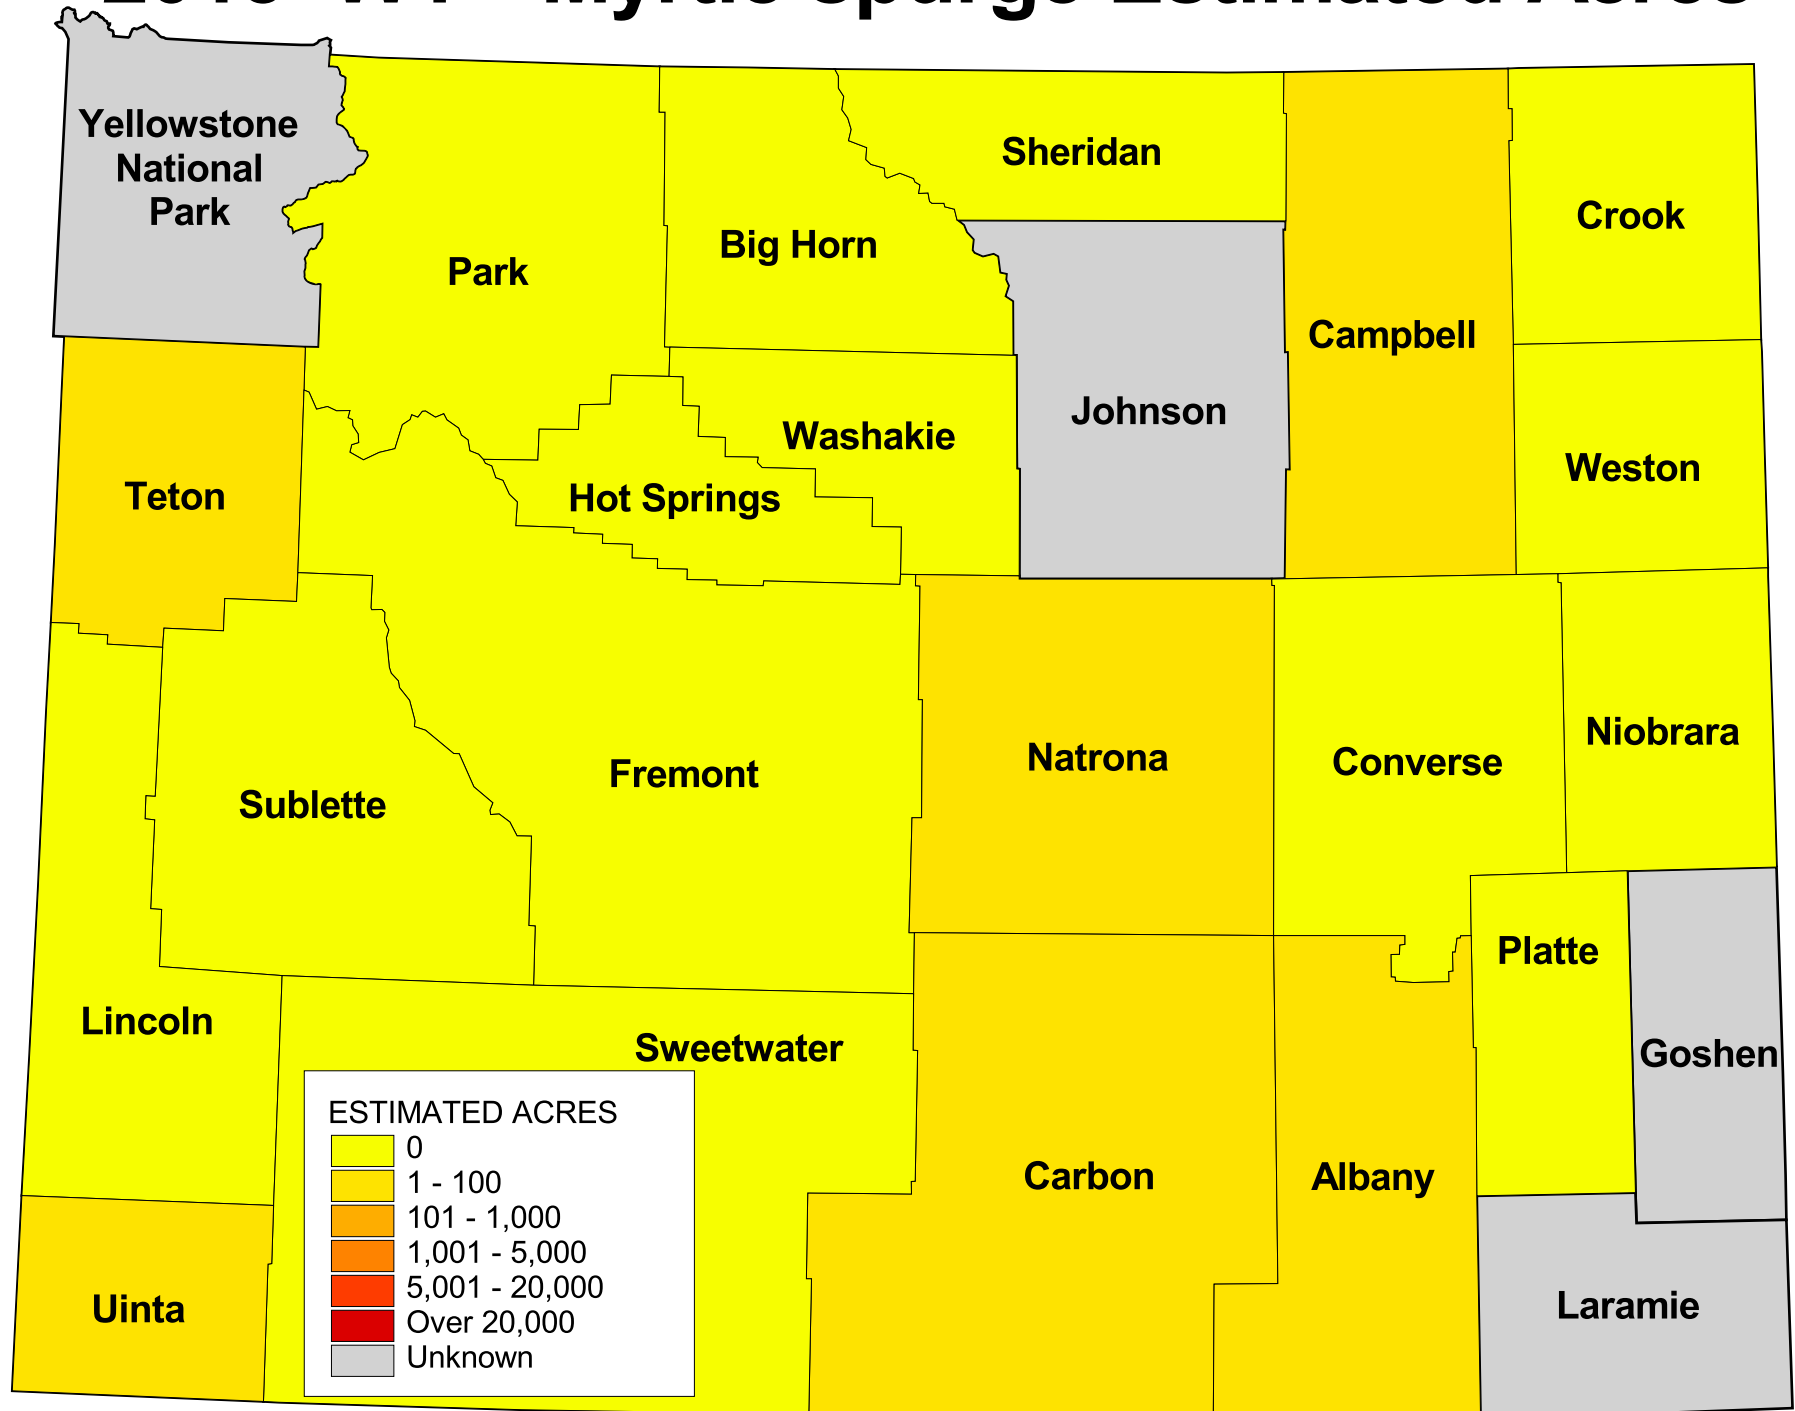 Yellowstone
National
Park
Park
Big Horn
Sheridan
Crook
Campbell
Johnson
Washakie
Weston
Teton
Hot Springs
Niobrara
Natrona
Converse
Fremont
Sublette
Platte
Lincoln
Sweetwater
Goshen
Carbon
Albany
Uinta
Laramie
ESTIMATED ACRES
0
1 - 100
101 - 1,000
1,001 - 5,000
5,001 - 20,000
Over 20,000
Unknown